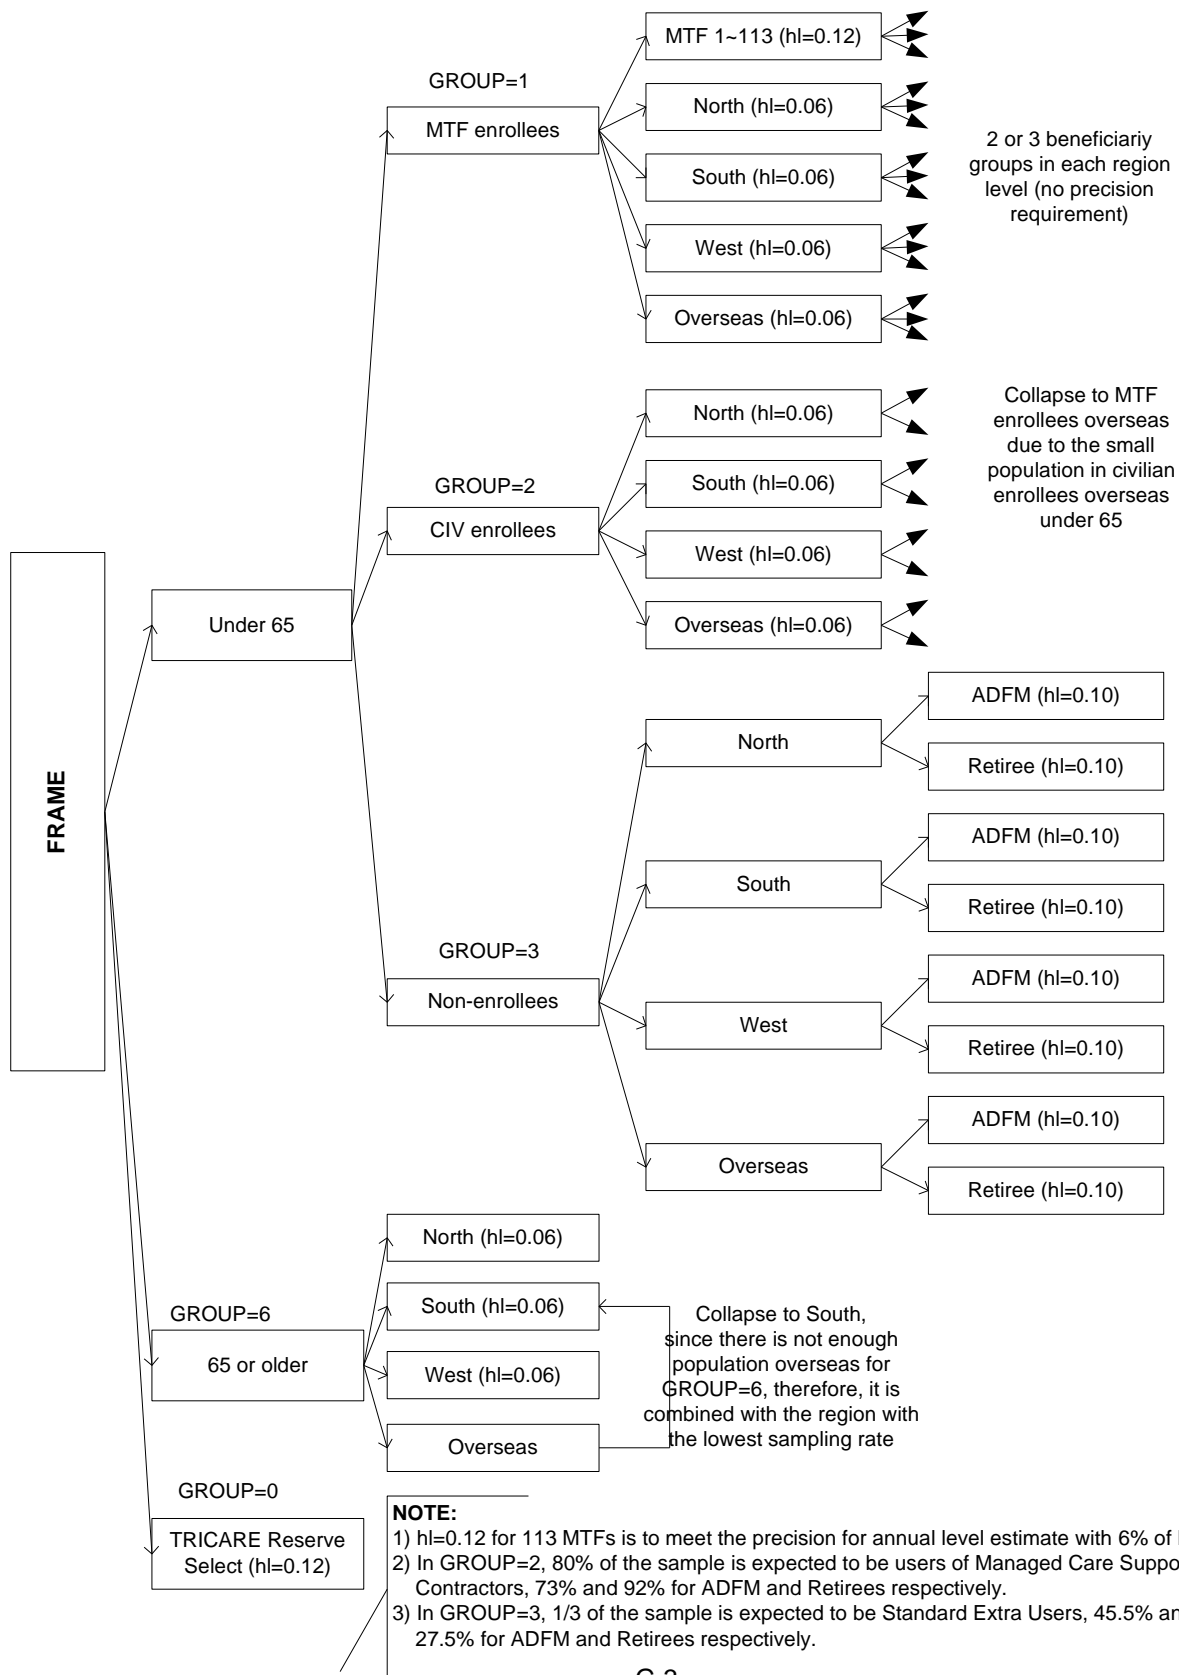 MTF 1~113 (hl=0.12)
GROUP=1
MTF enrollees
North (hl=0.06)
South (hl=0.06)
West (hl=0.06)
Overseas (hl=0.06)
2 or 3 beneficiariy
groups in each region
level (no precision
requirement)
GROUP=2
CIV enrollees
North (hl=0.06)
South (hl=0.06)
West (hl=0.06)
Overseas (hl=0.06)
Collapse to MTF
enrollees overseas
due to the small
population in civilian
enrollees overseas
under 65
FRAME
Under 65
GROUP=3
Non-enrollees
North
ADFM (hl=0.10)
Retiree (hl=0.10)
South
ADFM (hl=0.10)
Retiree (hl=0.10)
West
ADFM (hl=0.10)
Retiree (hl=0.10)
Overseas
ADFM (hl=0.10)
Retiree (hl=0.10)
GROUP=6
65 or older
North (hl=0.06)
South (hl=0.06)
West (hl=0.06)
Overseas
Collapse to South,
since there is not enough
population overseas for
GROUP=6, therefore, it is
combined with the region with
the lowest sampling rate
GROUP=0
TRICARE Reserve
Select (hl=0.12)
NOTE:
1) hl=0.12 for 113 MTFs is to meet the precision for annual level estimate with 6% of
2) In GROUP=2, 80% of the sample is expected to be users of Managed Care Suppo
Contractors, 73% and 92% for ADFM and Retirees respectively.
3) In GROUP=3, 1/3 of the sample is expected to be Standard Extra Users, 45.5% an
27.5% for ADFM and Retirees respectively.